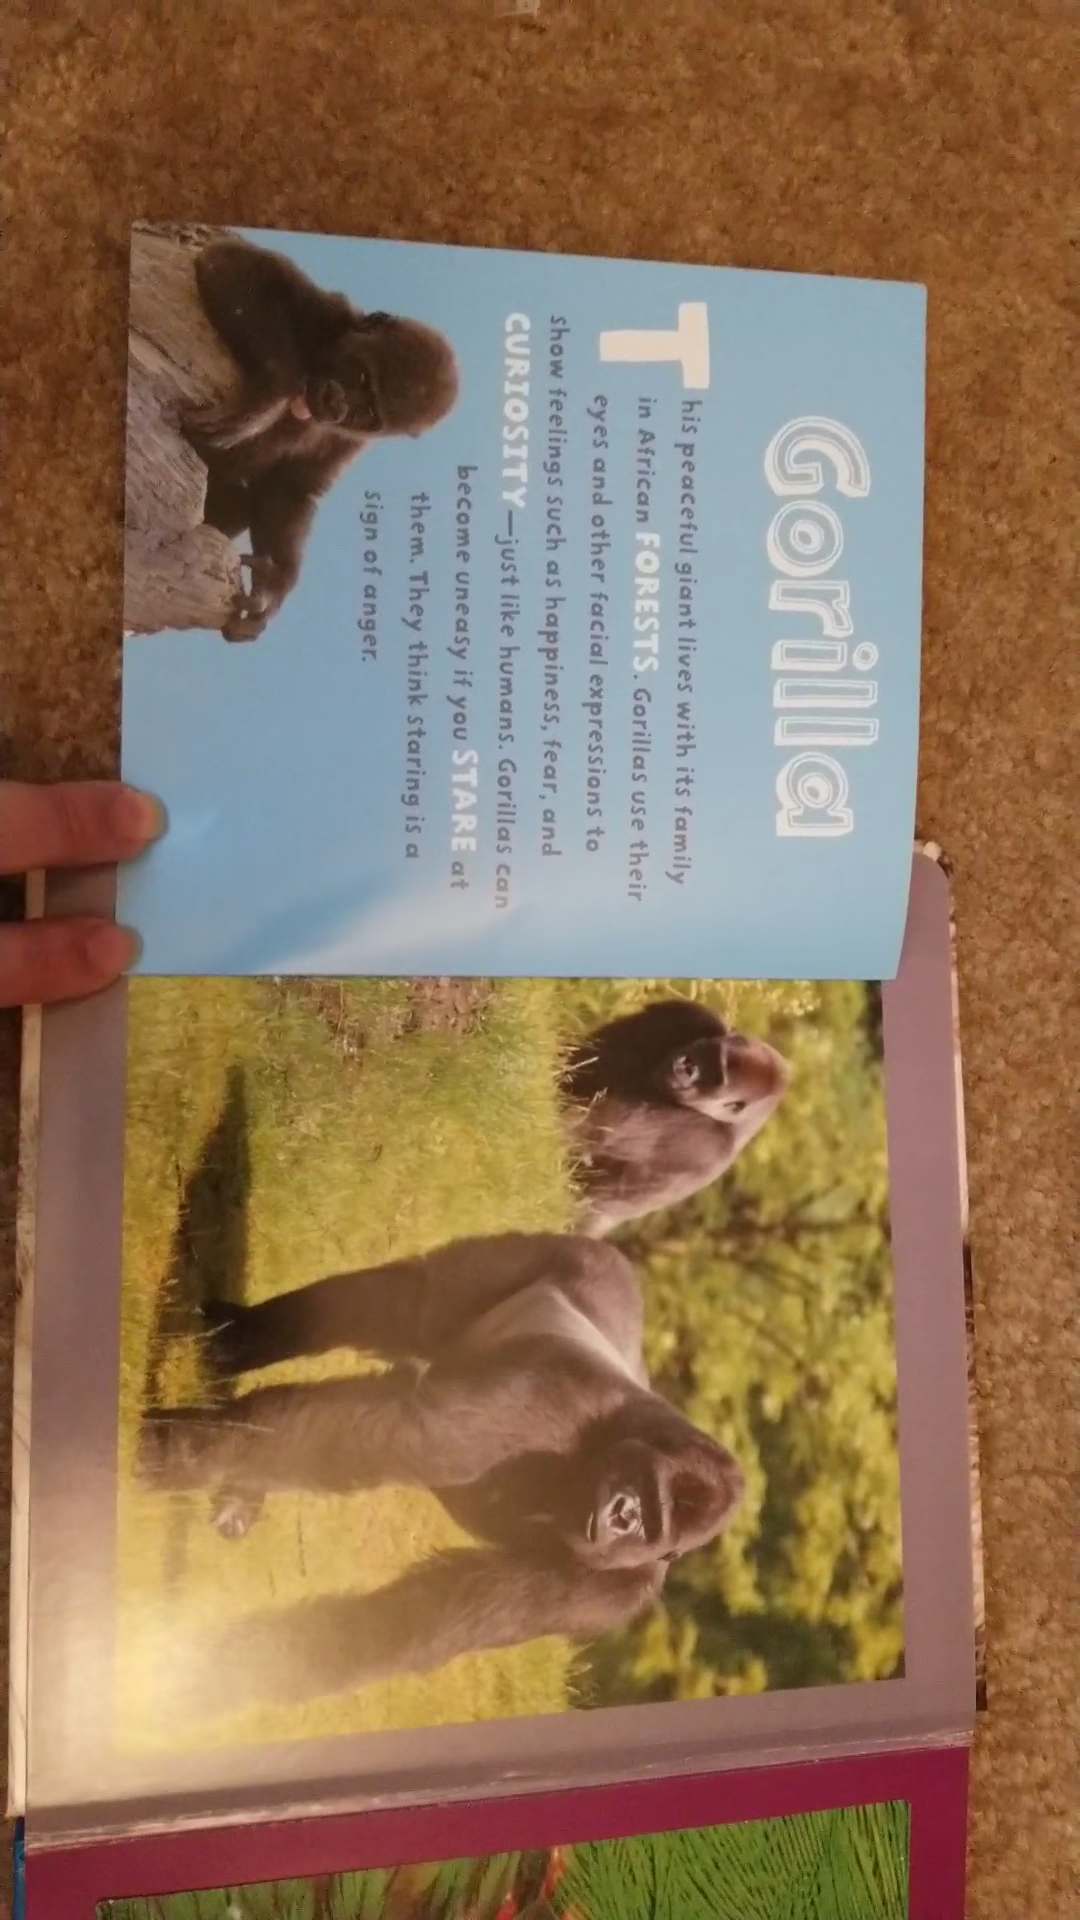 Gorilla
This peaceful giant lives with its family
in African FORESTS. Gorillas use their
eyes and other facial expressions to
show feelings such as happiness, fear, and
CURIOSITY—just like humans. Gorillas can
become uneasy if you STARE at
them. They think staring is a
sign of anger.